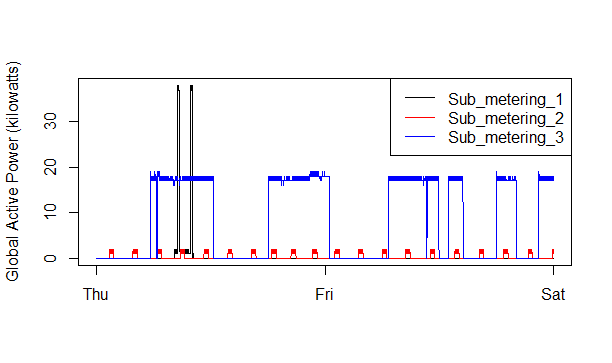 Global Active Power (kilowatts)
30
20
10
0
Sub_metering_1
Sub_metering_2
Sub_metering_3
Thu
Fri
Sat